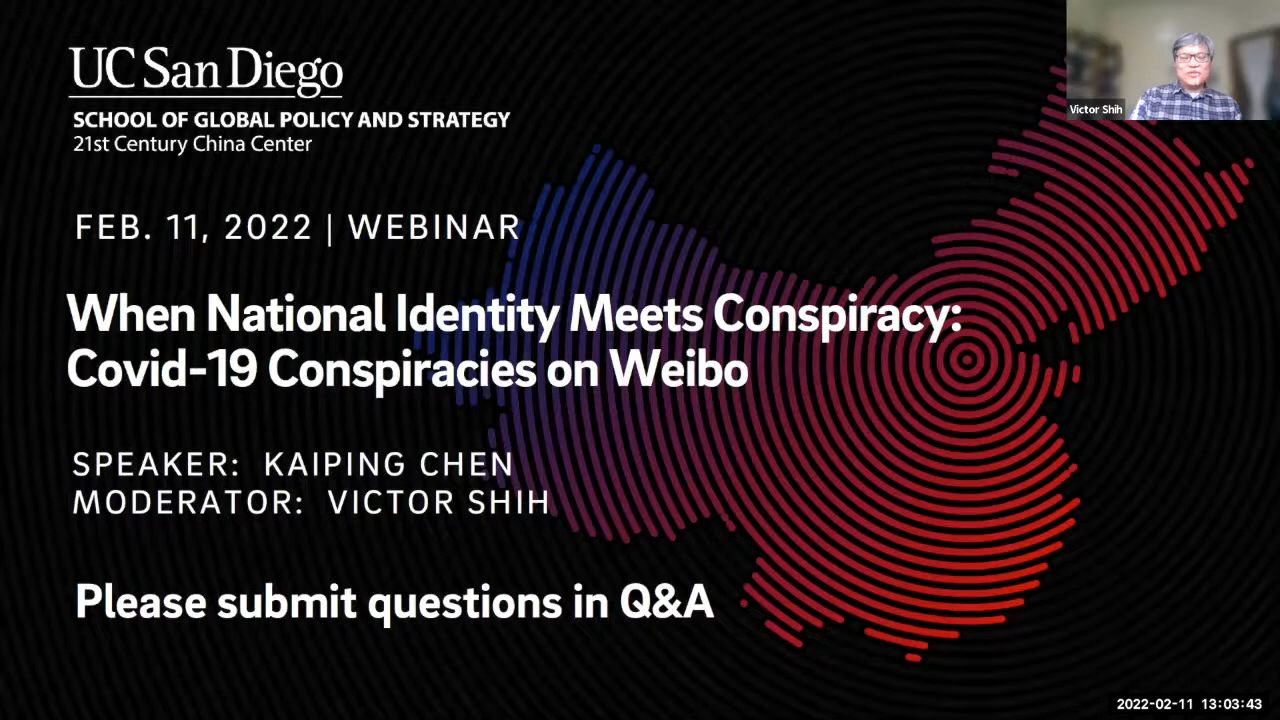 UC San Diego
SCHOOL OF GLOBAL POLICY AND STRATEGY
21st Century China Center
Victor Shih
FEB. 11, 2022 | WEBINAR
When National Identity Meets Conspiracy:
Covid-19 Conspiracies on Weibo
SPEAKER: KAIPING CHEN
MODERATOR: VICTOR SHIH
Please submit questions in Q&A
2022-02-11 13:03:43